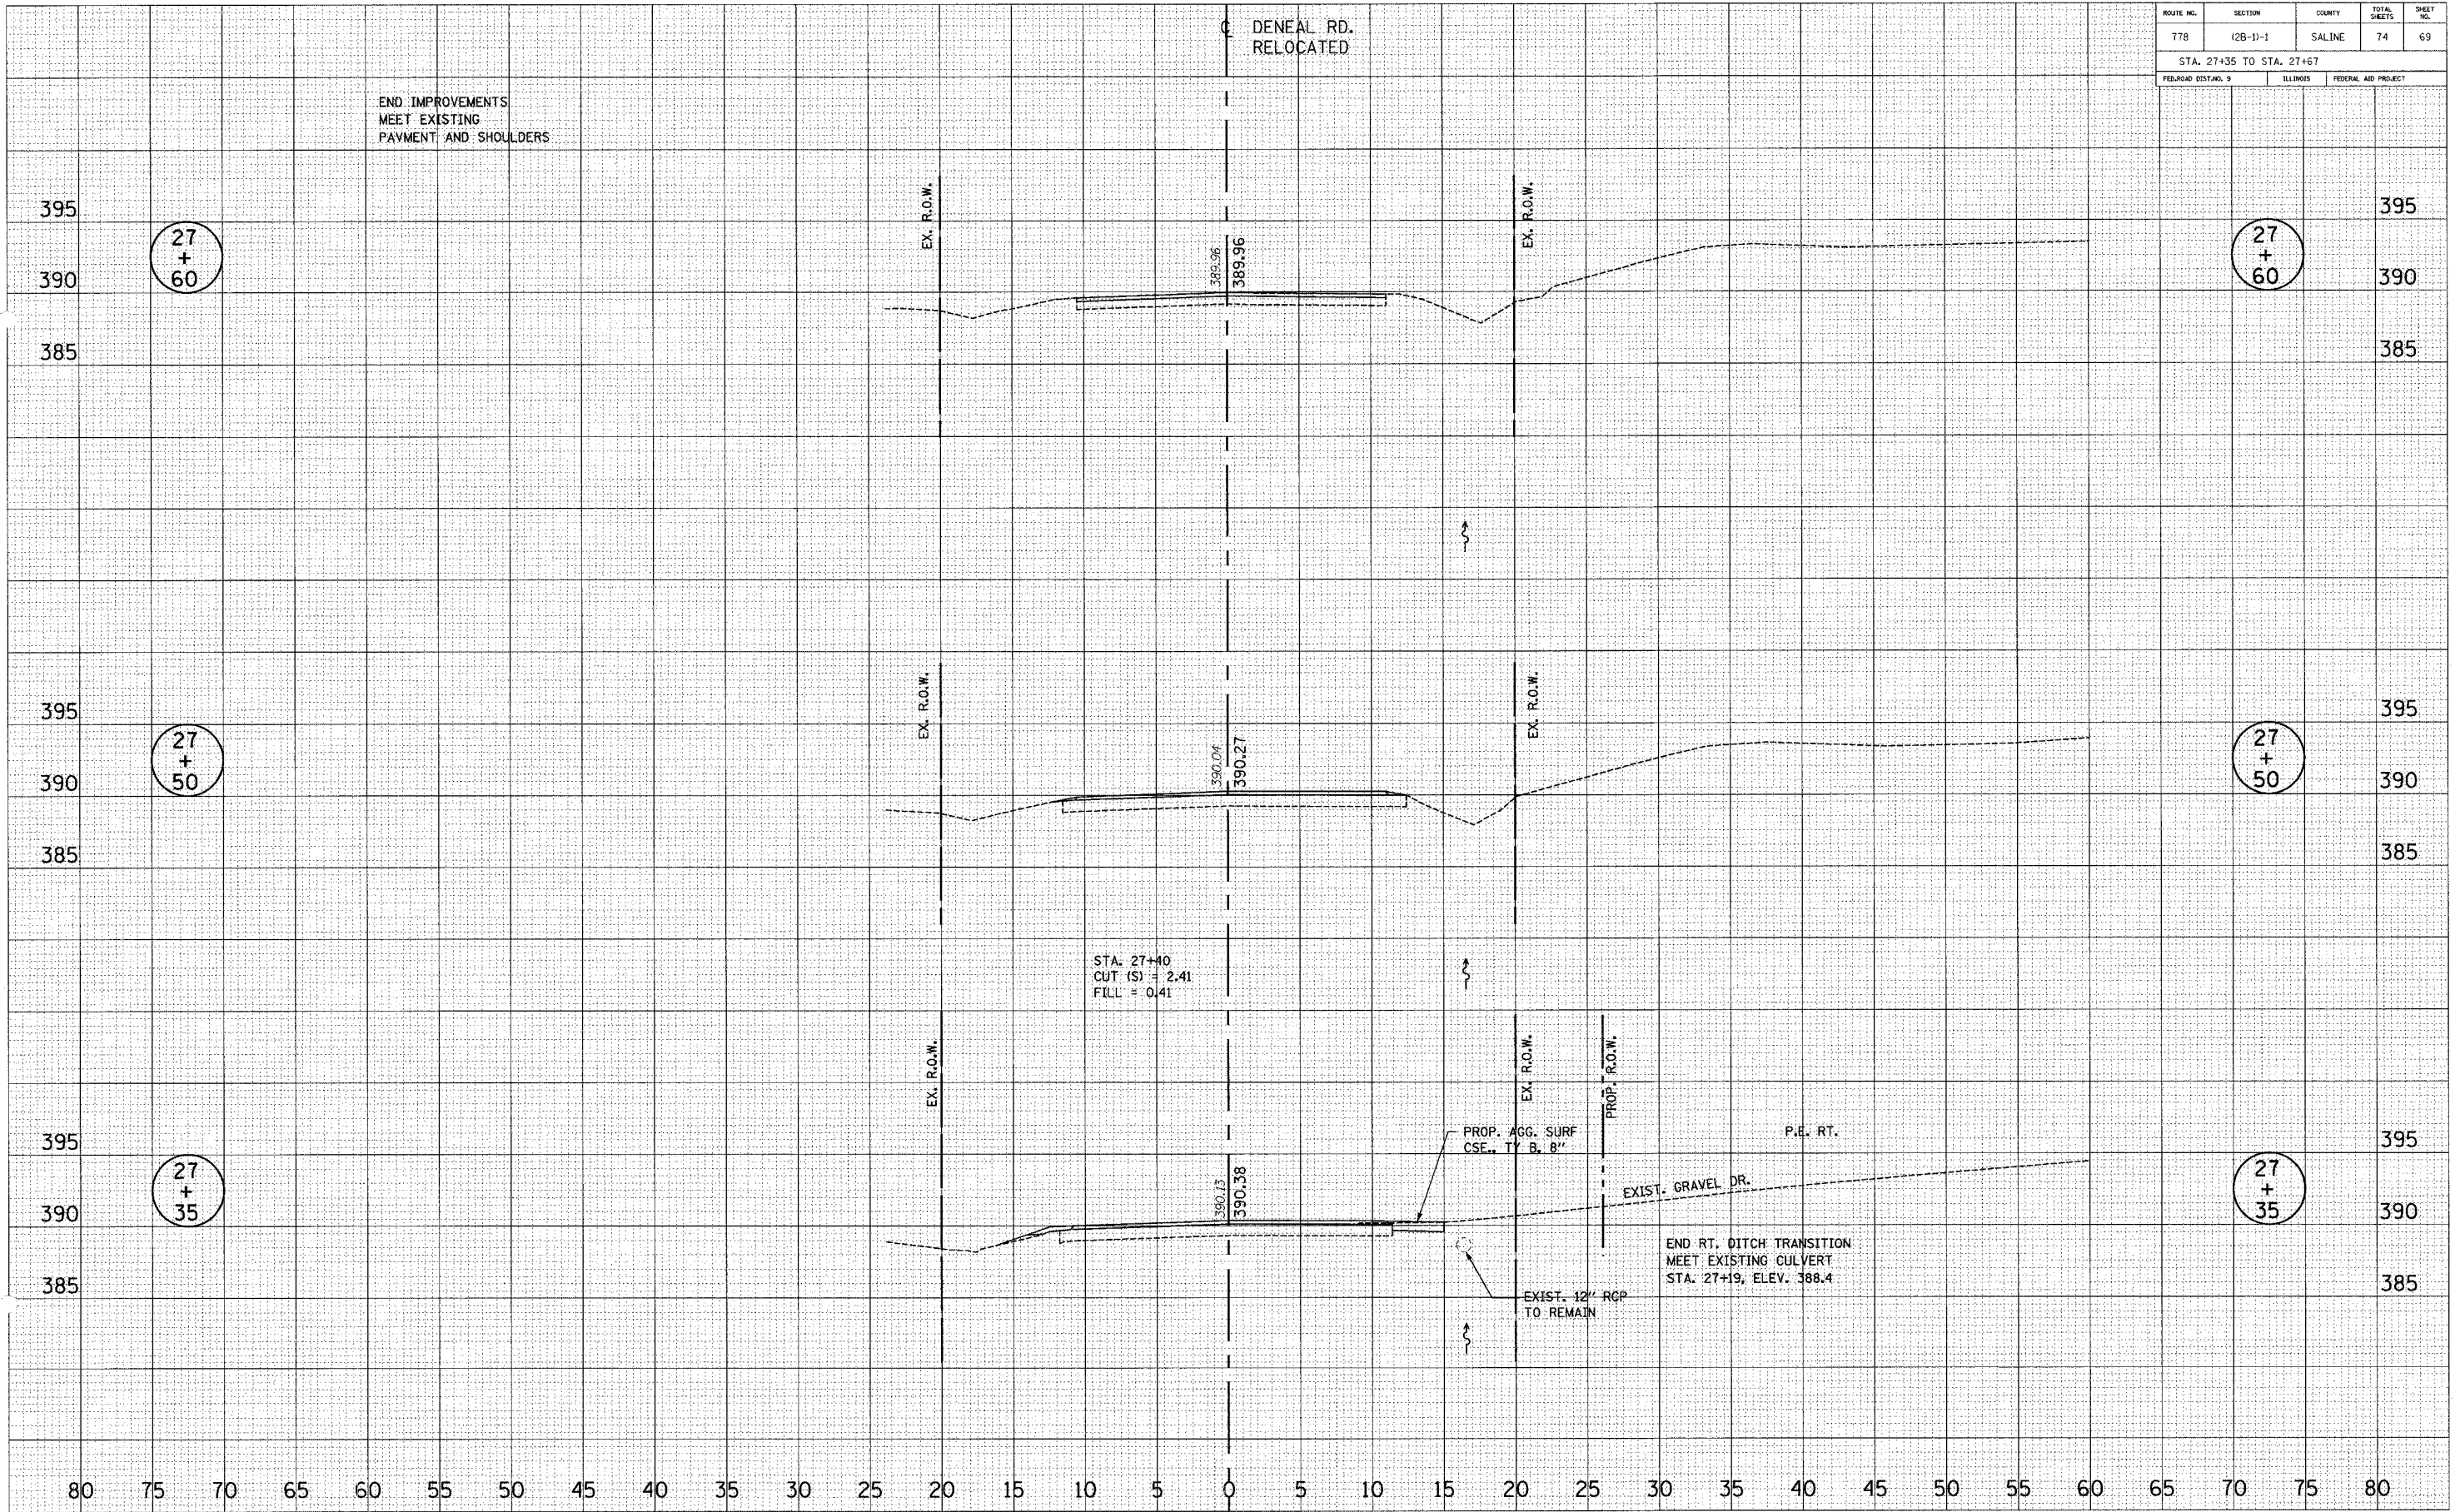 ℄ DENEAL RD.
RELOCATED
ROUTE NO. SECTION COUNTY TOTAL SHEETS SHEET NO.
778 (2B-1)-1 SALINE 74 69
STA. 27+35 TO STA. 27+67
FED.ROAD DIST.NO. 9 ILLINOIS FEDERAL AID PROJECT
END IMPROVEMENTS
MEET EXISTING
PAVMENT AND SHOULDERS
EX. R.O.W.
EX. R.O.W.
395 395
27 + 60 27 + 60
389.96
389.96
390 390
385 385
EX. R.O.W.
EX. R.O.W.
395 395
27 + 50 27 + 50
390.04
390.27
390 390
385 385
STA. 27+40
CUT (S) = 2.41
FILL = 0.41
EX. R.O.W.
EX. R.O.W.
PROP. R.O.W.
PROP. AGG. SURF
CSE., TY B, 8"
P.E. RT.
395 395
27 + 35 27 + 35
390.13
390.38
EXIST. GRAVEL DR.
390 390
END RT. DITCH TRANSITION
MEET EXISTING CULVERT
STA. 27+19, ELEV. 388.4
385 385
EXIST. 12" RCP
TO REMAIN
80 75 70 65 60 55 50 45 40 35 30 25 20 15 10 5 0 5 10 15 20 25 30 35 40 45 50 55 60 65 70 75 80